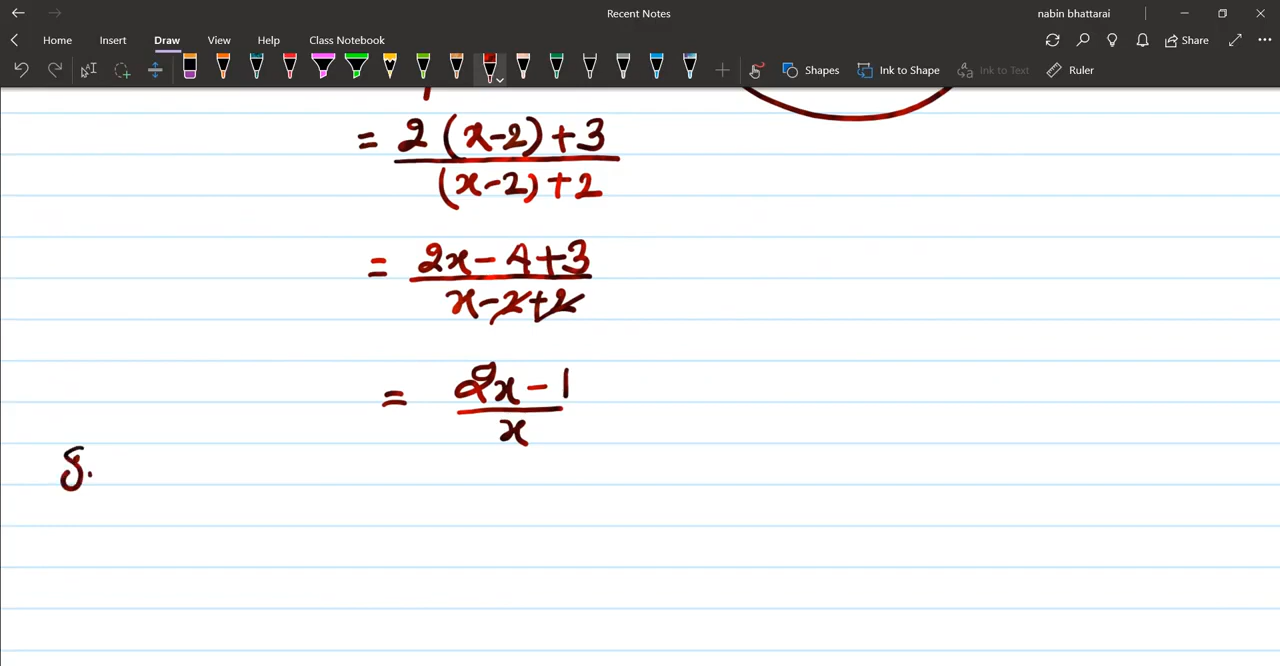 Recent Notes
nabin bhattarai
Home Insert Draw View Help Class Notebook
Share
Shapes Ink to Shape Ink to Text Ruler
= 2 (x-2) + 3
(x-2) + 2
= 2x - 4 + 3
x - 2 + 2
= 2x - 1
x
8.